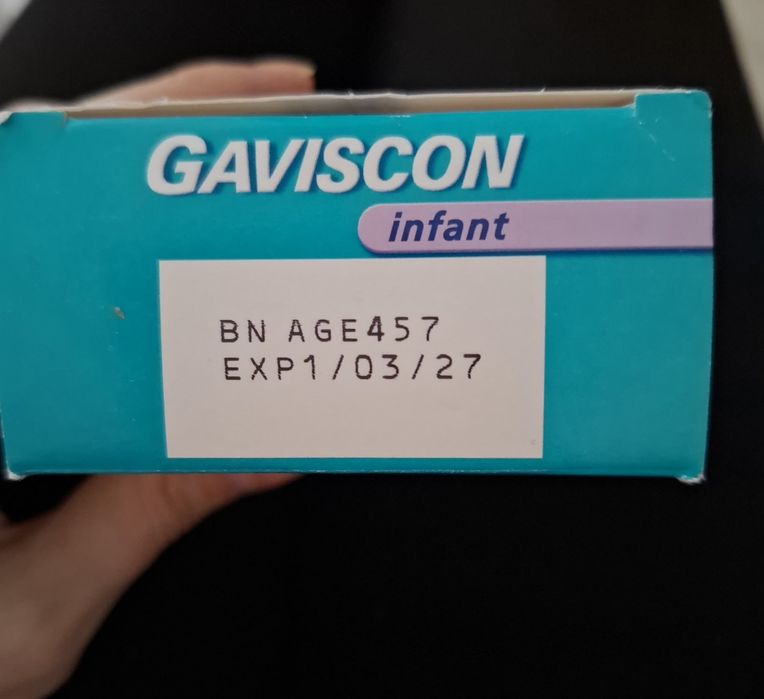 GAVISCON
infant
BN AGE457
EXP1/03/27